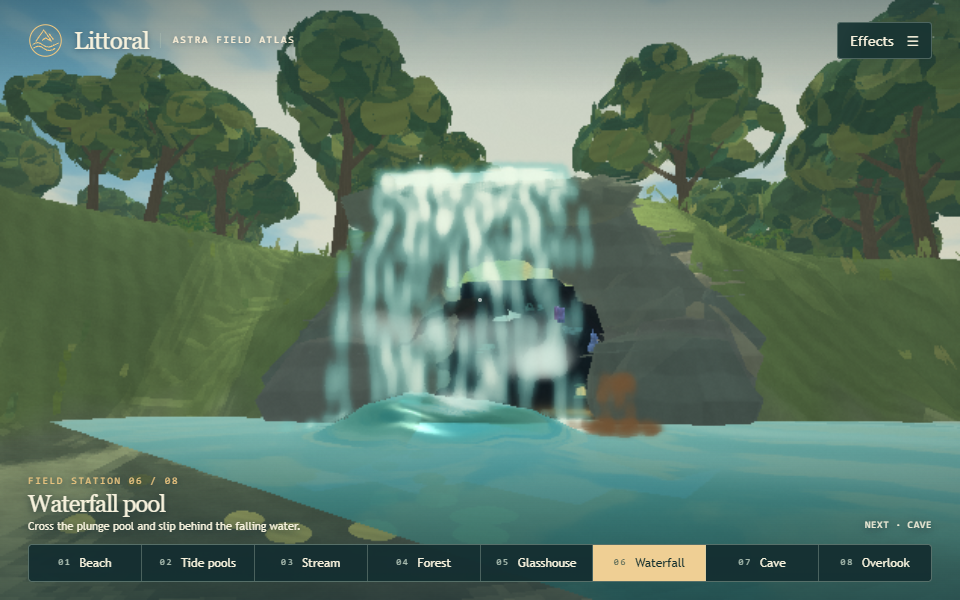 Littoral
ASTRA FIELD ATLAS
Effects
FIELD STATION 06 / 08
Waterfall pool
Cross the plunge pool and slip behind the falling water.
NEXT · CAVE
01 Beach
02 Tide pools
03 Stream
04 Forest
05 Glasshouse
06 Waterfall
07 Cave
08 Overlook